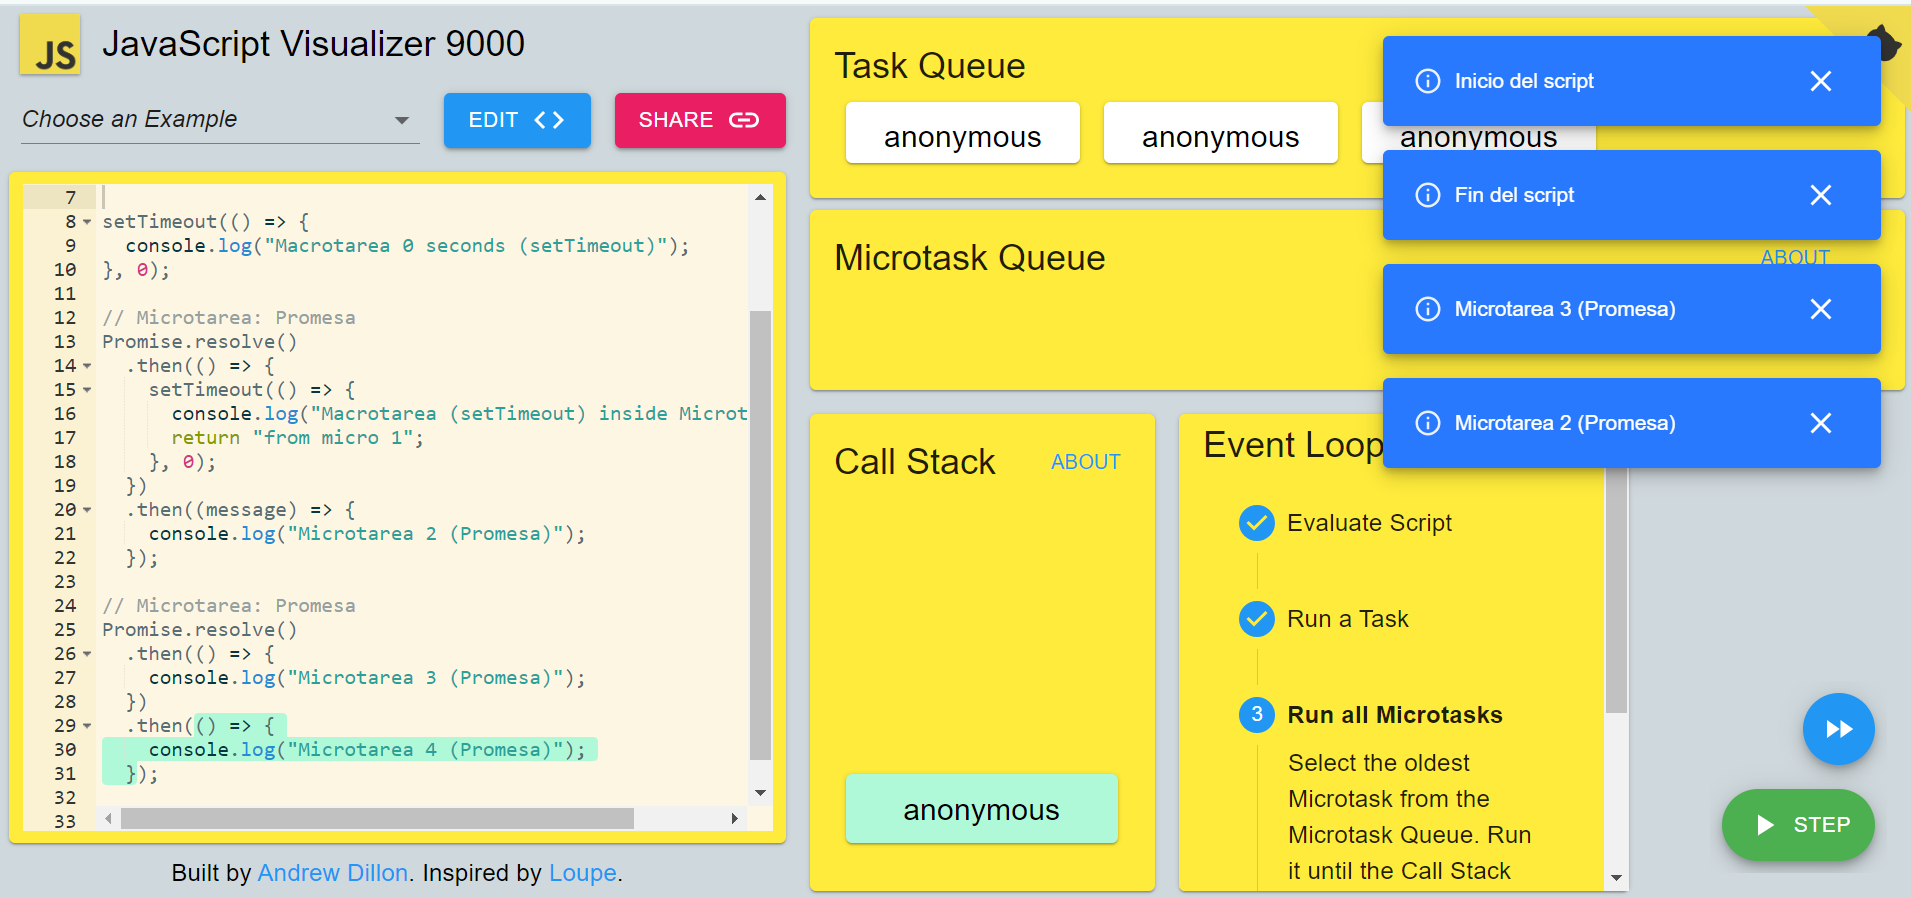 JS
JavaScript Visualizer 9000
Choose an Example
EDIT
SHARE
7
8 setTimeout(() => {
9 console.log("Macrotarea 0 seconds (setTimeout)");
10 }, 0);
11
12 // Microtarea: Promesa
13 Promise.resolve()
14 .then(() => {
15 setTimeout(() => {
16 console.log("Macrotarea (setTimeout) inside Microt
17 return "from micro 1";
18 }, 0);
19 })
20 .then((message) => {
21 console.log("Microtarea 2 (Promesa)");
22 });
23
24 // Microtarea: Promesa
25 Promise.resolve()
26 .then(() => {
27 console.log("Microtarea 3 (Promesa)");
28 })
29 .then(() => {
30 console.log("Microtarea 4 (Promesa)");
31 });
32
33
Built by Andrew Dillon. Inspired by Loupe.
Task Queue
anonymous
anonymous
anonymous
Microtask Queue
ABOUT
Inicio del script
Fin del script
Microtarea 3 (Promesa)
Microtarea 2 (Promesa)
Call Stack
ABOUT
anonymous
Event Loop
Evaluate Script
Run a Task
3 Run all Microtasks
Select the oldest
Microtask from the
Microtask Queue. Run
it until the Call Stack
STEP